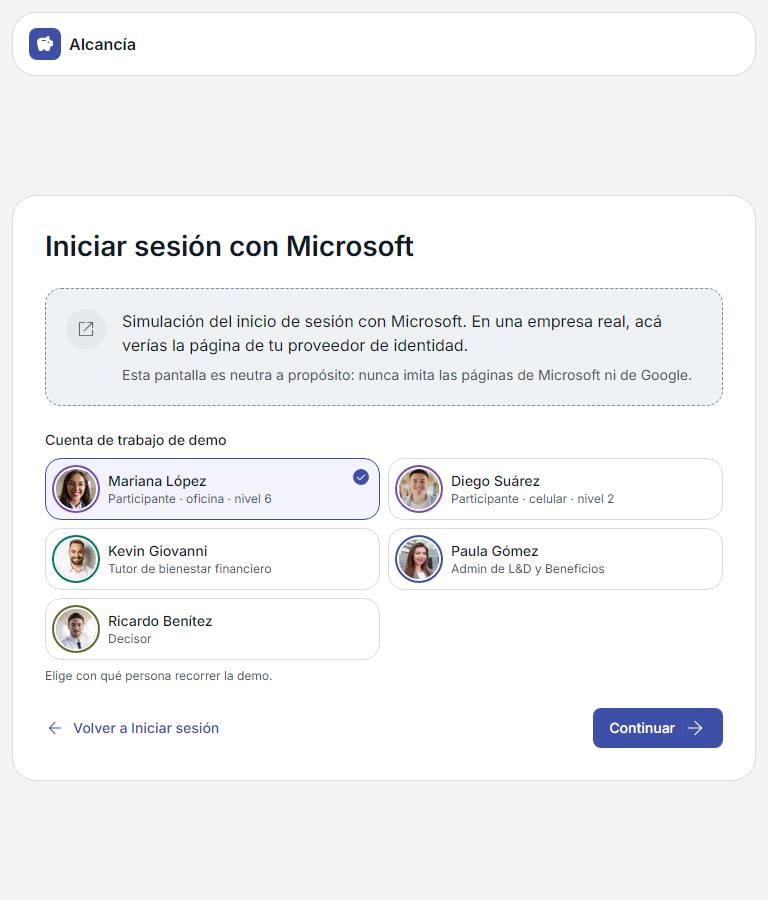 Alcancía
Iniciar sesión con Microsoft
Simulación del inicio de sesión con Microsoft. En una empresa real, acá
verías la página de tu proveedor de identidad.
Esta pantalla es neutra a propósito: nunca imita las páginas de Microsoft ni de Google.
Cuenta de trabajo de demo
Mariana López
Participante · oficina · nivel 6
Diego Suárez
Participante · celular · nivel 2
Kevin Giovanni
Tutor de bienestar financiero
Paula Gómez
Admin de L&D y Beneficios
Ricardo Benítez
Decisor
Elige con qué persona recorrer la demo.
Volver a Iniciar sesión
Continuar